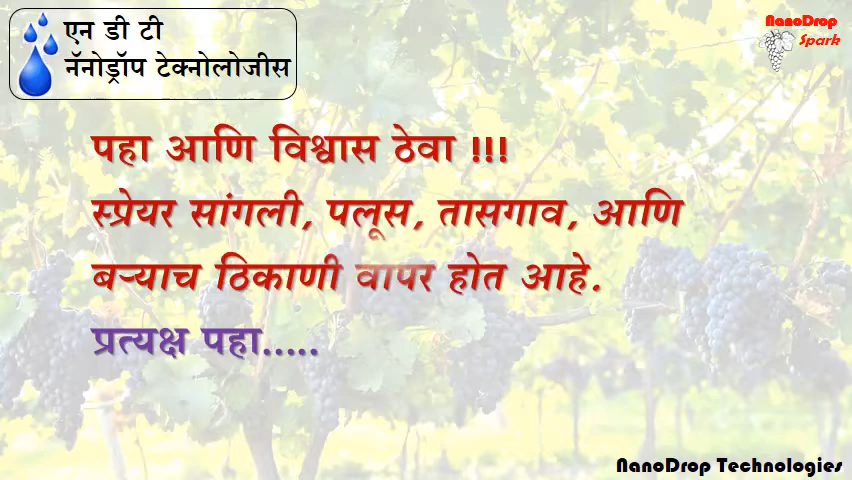 एन डी टी
नॅनोड्रॉप टेक्नोलोजीस
NanoDrop
Spark
पहा आणि विश्वास ठेवा !!!
स्प्रेयर सांगली, पलूस, तासगाव, आणि
बऱ्याच ठिकाणी वापर होत आहे.
प्रत्यक्ष पहा.....
NanoDrop Technologies